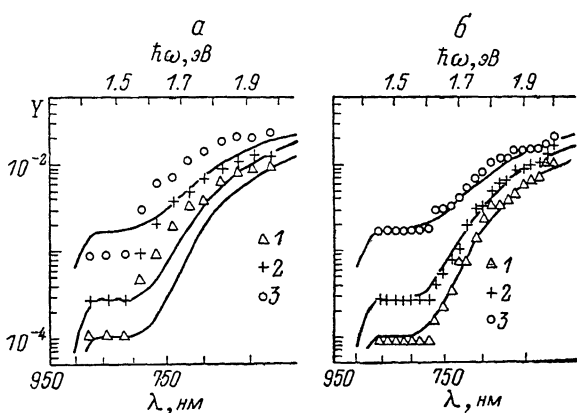 а б
ħω, эВ ħω, эВ
1.5 1.7 1.9 1.5 1.7 1.9
Y
10⁻²
10⁻⁴
△ 1 △ 1
+ 2 + 2
○ 3 ○ 3
950 750 950 750
λ, нм λ, нм